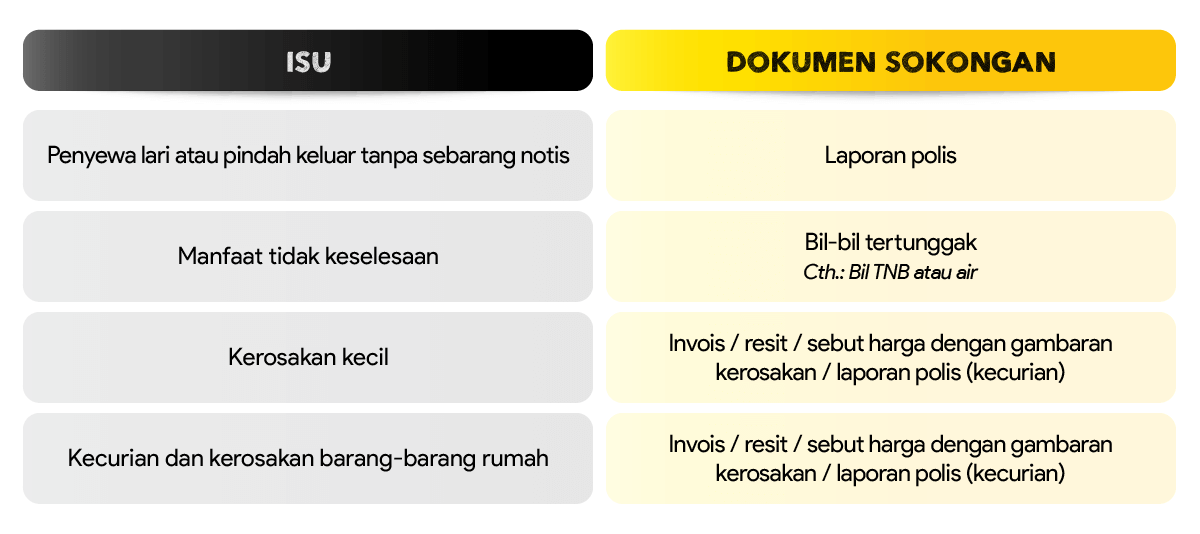 ISU
DOKUMEN SOKONGAN
Penyewa lari atau pindah keluar tanpa sebarang notis
Laporan polis
Manfaat tidak keselesaan
Bil-bil tertunggak
Cth.: Bil TNB atau air
Kerosakan kecil
Invois / resit / sebut harga dengan gambaran
kerosakan / laporan polis (kecurian)
Kecurian dan kerosakan barang-barang rumah
Invois / resit / sebut harga dengan gambaran
kerosakan / laporan polis (kecurian)